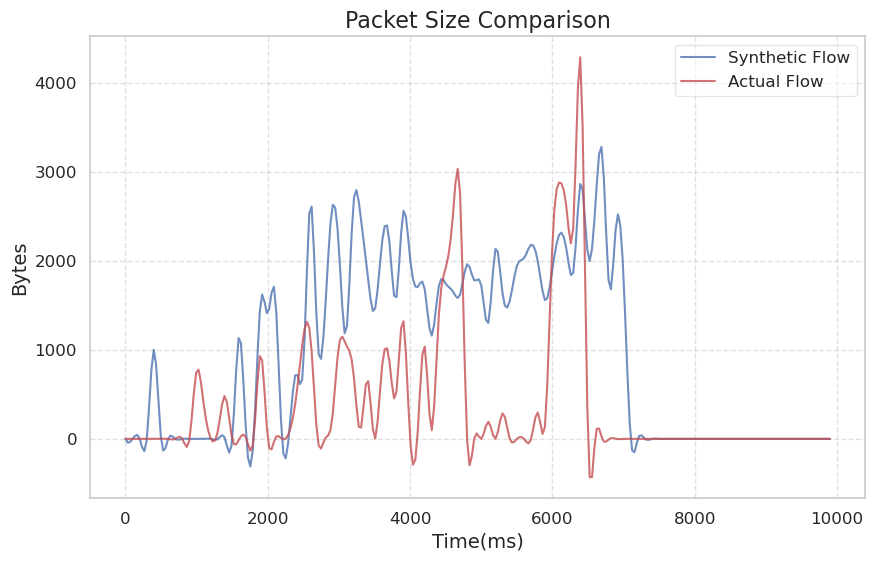 Packet Size Comparison
Synthetic Flow
Actual Flow
4000
3000
2000
1000
0
Bytes
0 2000 4000 6000 8000 10000
Time(ms)